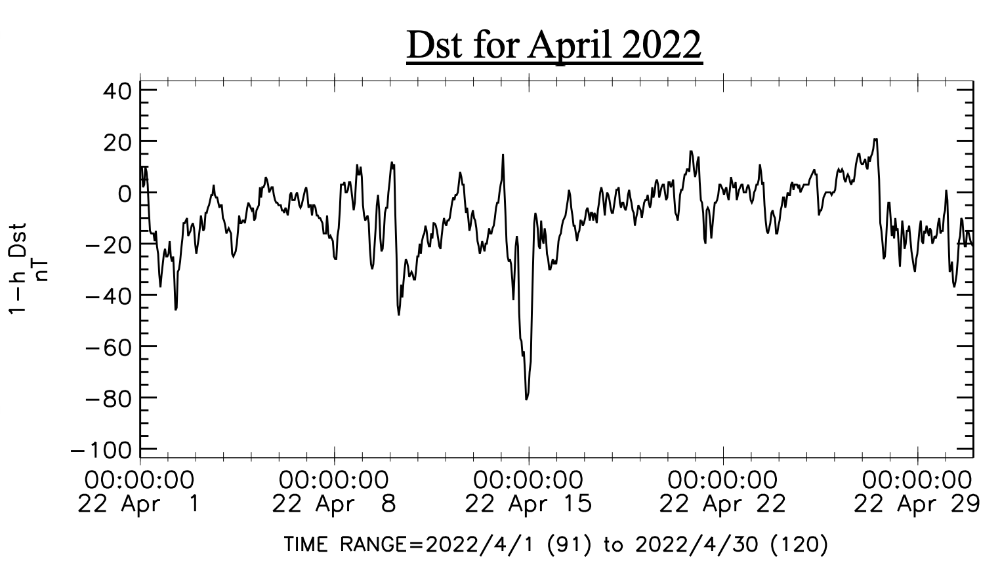 Dst for April 2022
40
20
0
−20
−40
−60
−80
−100
1−h Dst
nT
00:00:00 00:00:00 00:00:00 00:00:00 00:00:00
22 Apr 1 22 Apr 8 22 Apr 15 22 Apr 22 22 Apr 29
TIME RANGE=2022/4/1 (91) to 2022/4/30 (120)